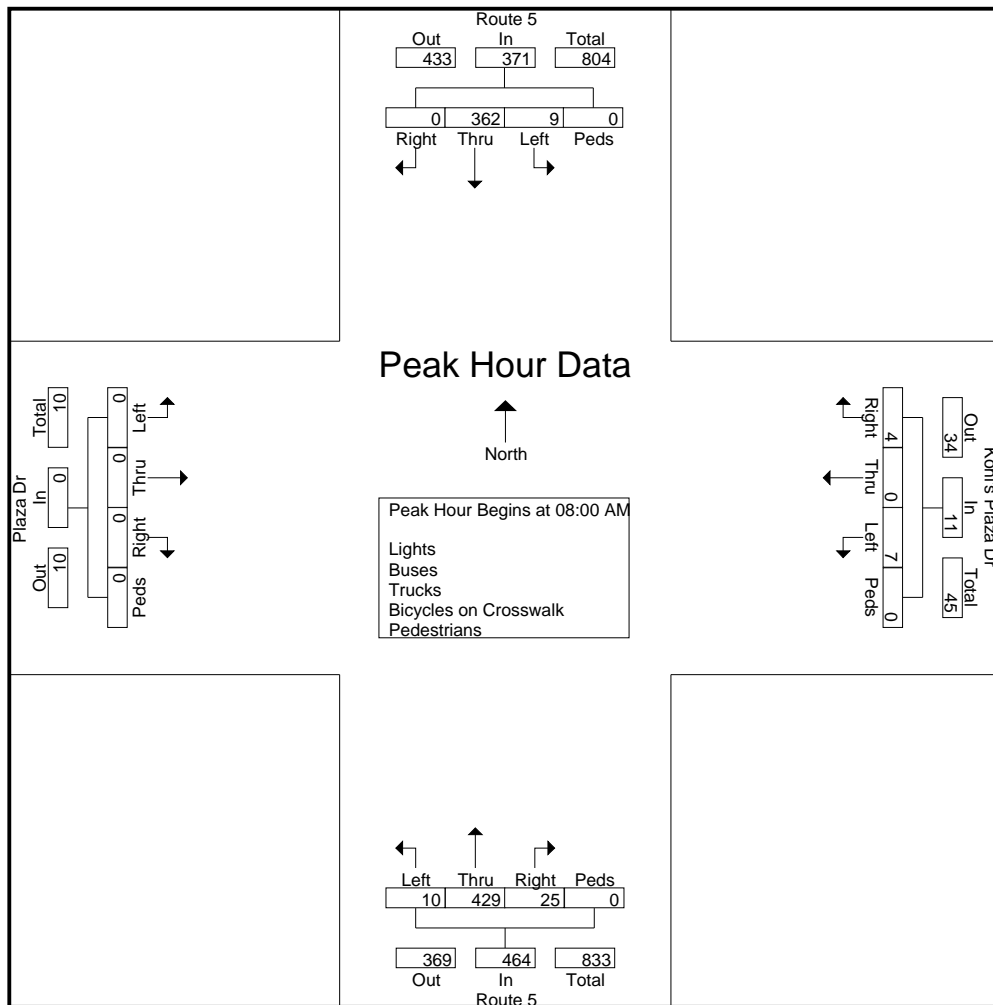 Route 5
Out In Total
433 371 804
0 362 9 0
Right Thru Left Peds
Peak Hour Data
North
Peak Hour Begins at 08:00 AM
Lights
Buses
Trucks
Bicycles on Crosswalk
Pedestrians
Plaza Dr
Out In Total
10 0 10
0 0 0 0
Peds Right Thru Left
Kohl's Plaza Dr
Out In Total
34 11 45
4 0 7 0
Right Thru Left Peds
Left Thru Right Peds
10 429 25 0
369 464 833
Out In Total
Route 5